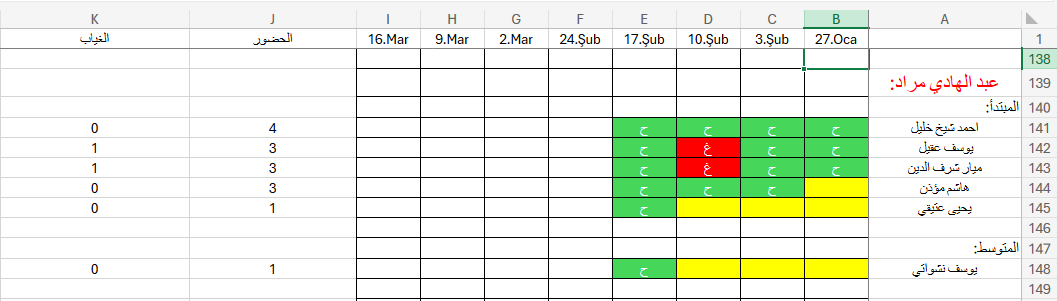 A B C D E F G H I J K
1 27.Oca 3.Şub 10.Şub 17.Şub 24.Şub 2.Mar 9.Mar 16.Mar الحضور الغياب
138
139 عبد الهادي مراد:
140 المبتدأ:
141 احمد شيخ خليل ح ح ح ح 4 0
142 يوسف عقيل ح ح غ ح 3 1
143 ميار شرف الدين ح ح غ ح 3 1
144 هاشم مؤذن ح ح ح 3 0
145 يحيى عتيقي ح 1 0
146
147 المتوسط:
148 يوسف نشواتي ح 1 0
149